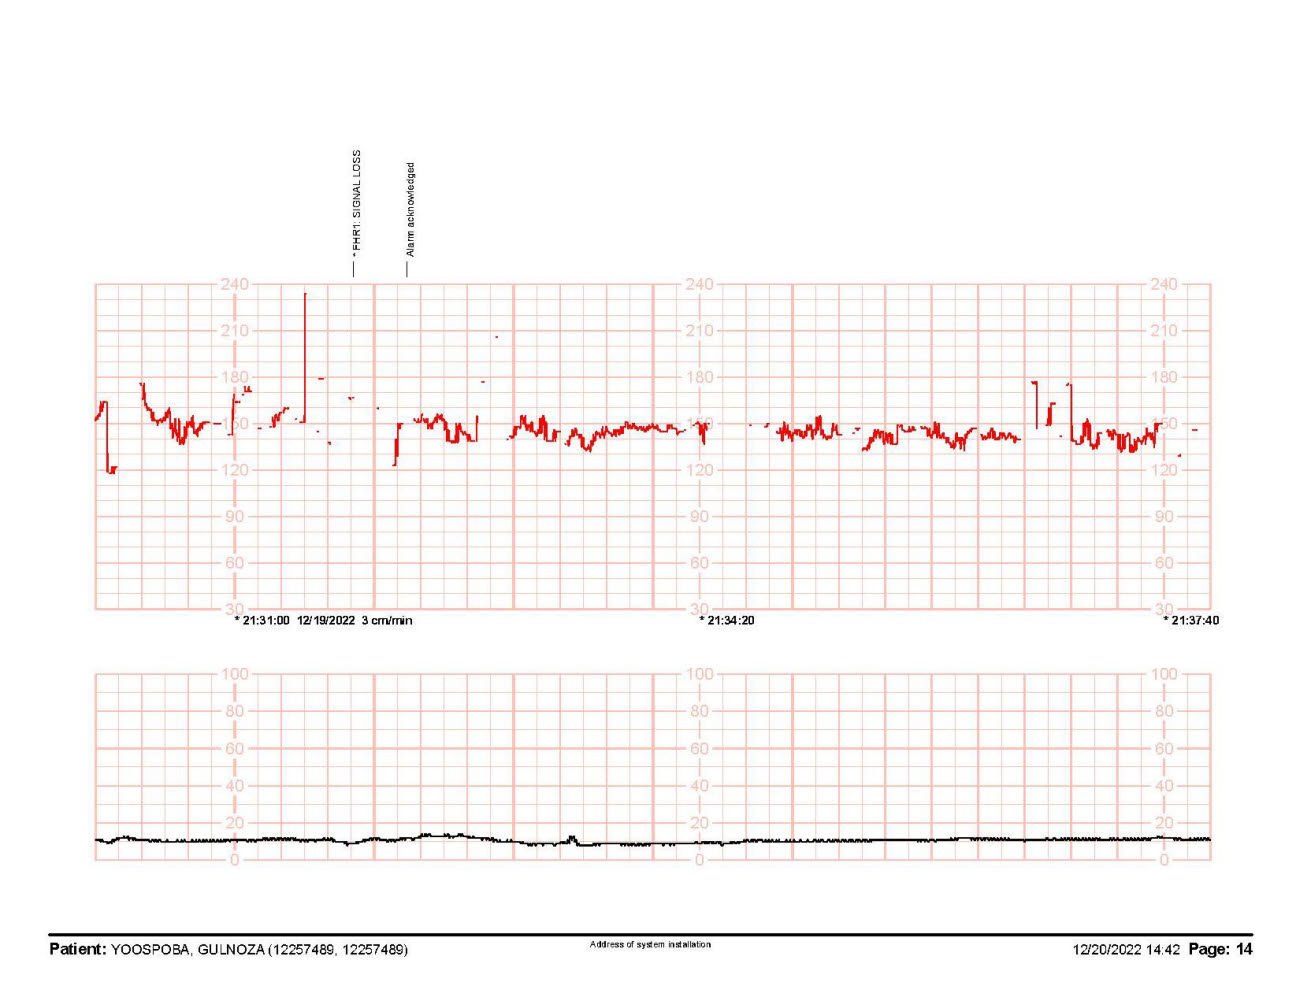 * FHR1: SIGNAL LOSS
Alarm acknowledged
240 240 240
210 210 210
180 180 180
150 150 150
120 120 120
90 90 90
60 60 60
30 30 30
* 21:31:00 12/19/2022 3 cm/min * 21:34:20 * 21:37:40
100 100 100
80 80 80
60 60 60
40 40 40
20 20 20
0 0 0
Patient: YOOSPOBA, GULNOZA (12257489, 12257489) Address of system installation 12/20/2022 14:42 Page: 14